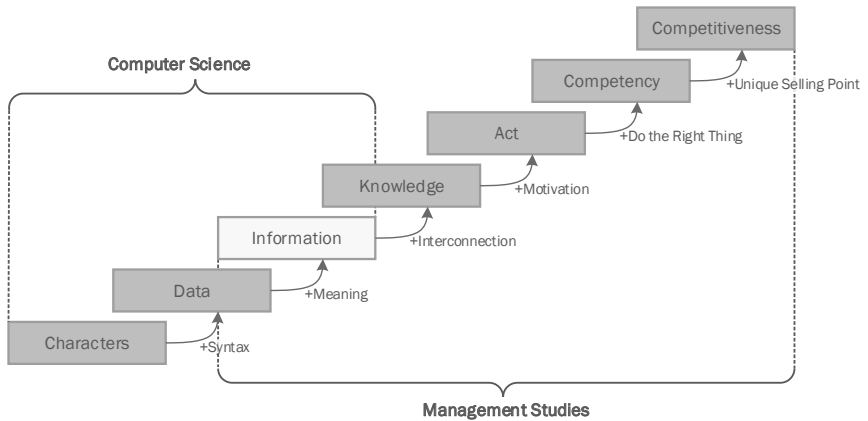 Competitiveness
Computer Science
+Unique Selling Point
Competency
+Do the Right Thing
Act
+Motivation
Knowledge
+Interconnection
Information
+Meaning
Data
+Syntax
Characters
Management Studies